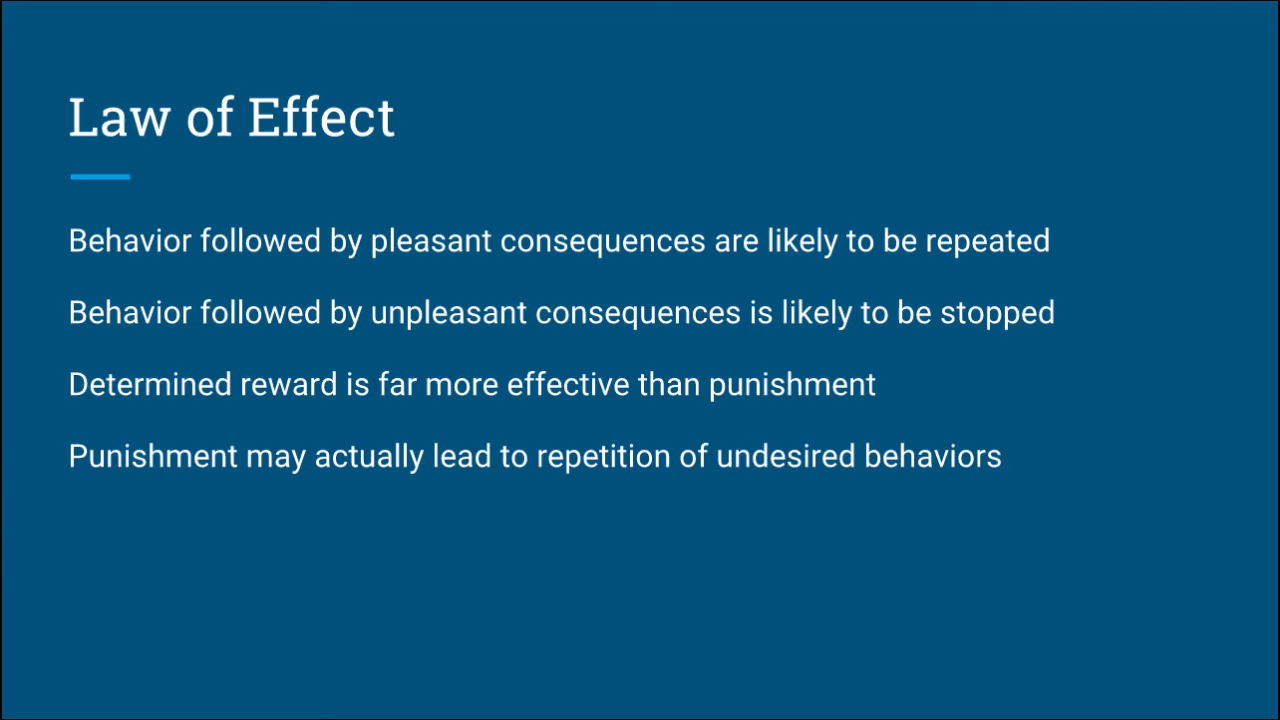 Law of Effect
Behavior followed by pleasant consequences are likely to be repeated
Behavior followed by unpleasant consequences is likely to be stopped
Determined reward is far more effective than punishment
Punishment may actually lead to repetition of undesired behaviors